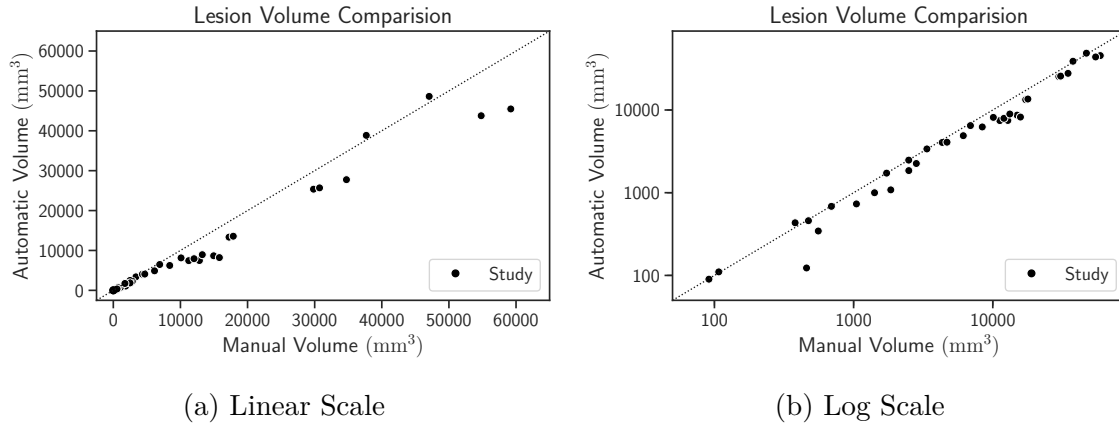 Lesion Volume Comparision
Automatic Volume (mm³)
60000
50000
40000
30000
20000
10000
0
Study
0 10000 20000 30000 40000 50000 60000
Manual Volume (mm³)
(a) Linear Scale
Lesion Volume Comparision
Automatic Volume (mm³)
10000
1000
100
Study
100 1000 10000
Manual Volume (mm³)
(b) Log Scale